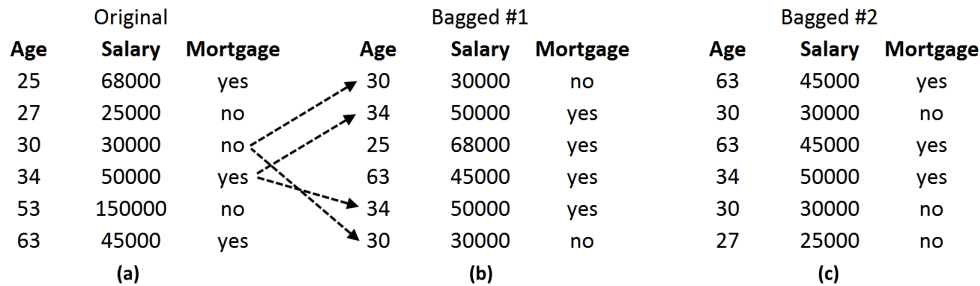 Original Bagged #1 Bagged #2
Age Salary Mortgage Age Salary Mortgage Age Salary Mortgage
25 68000 yes 30 30000 no 63 45000 yes
27 25000 no 34 50000 yes 30 30000 no
30 30000 no 25 68000 yes 63 45000 yes
34 50000 yes 63 45000 yes 34 50000 yes
53 150000 no 34 50000 yes 30 30000 no
63 45000 yes 30 30000 no 27 25000 no
(a) (b) (c)